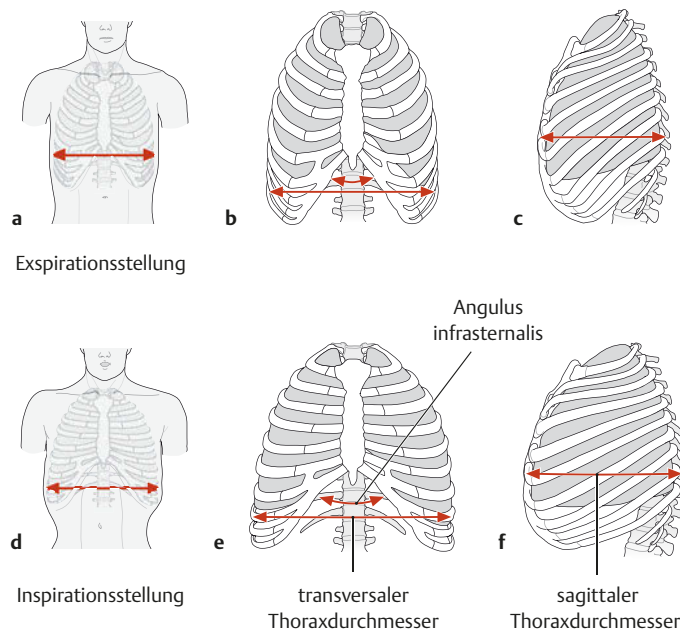 a
b
c
Exspirationsstellung
Angulus
infrasternalis
d
e
f
Inspirationsstellung
transversaler
Thoraxdurchmesser
sagittaler
Thoraxdurchmesser